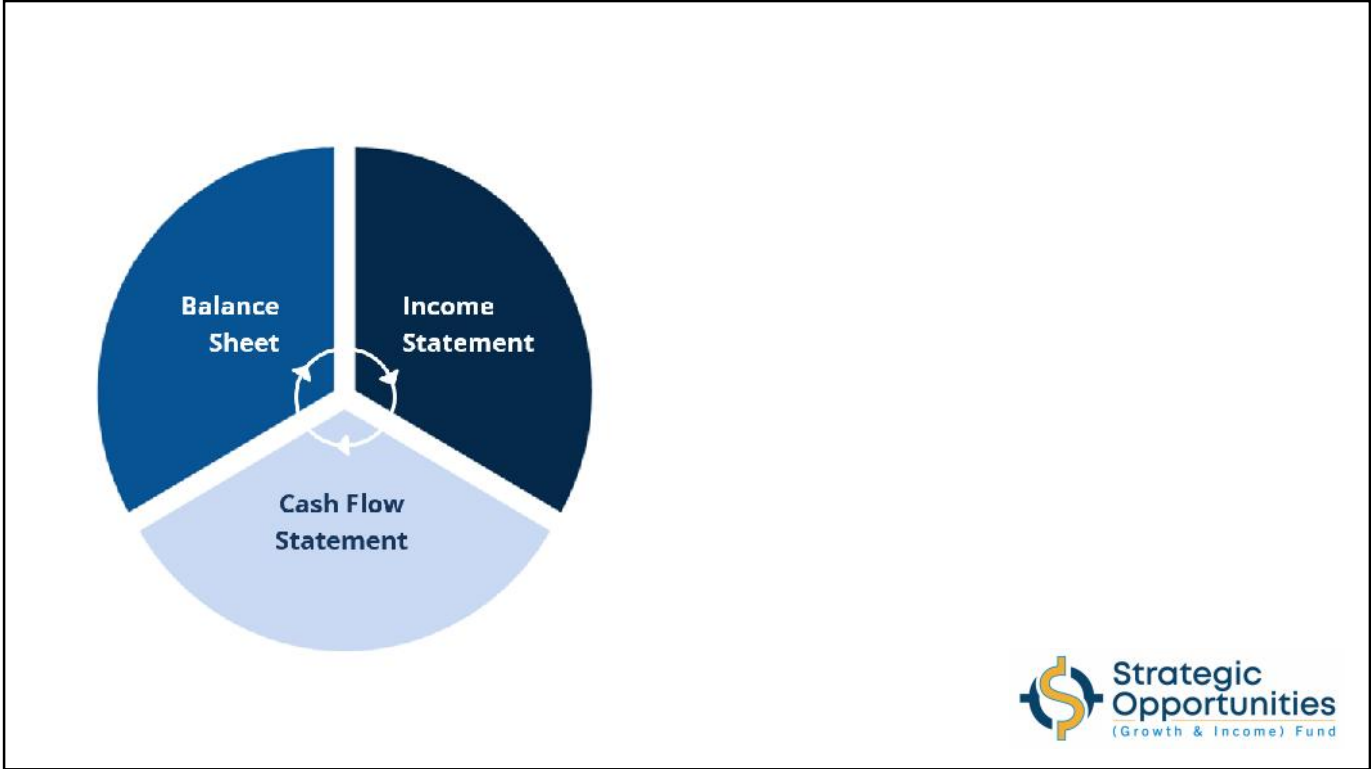 Balance
Sheet
Income
Statement
Cash Flow
Statement
Strategic
Opportunities
(Growth & Income) Fund